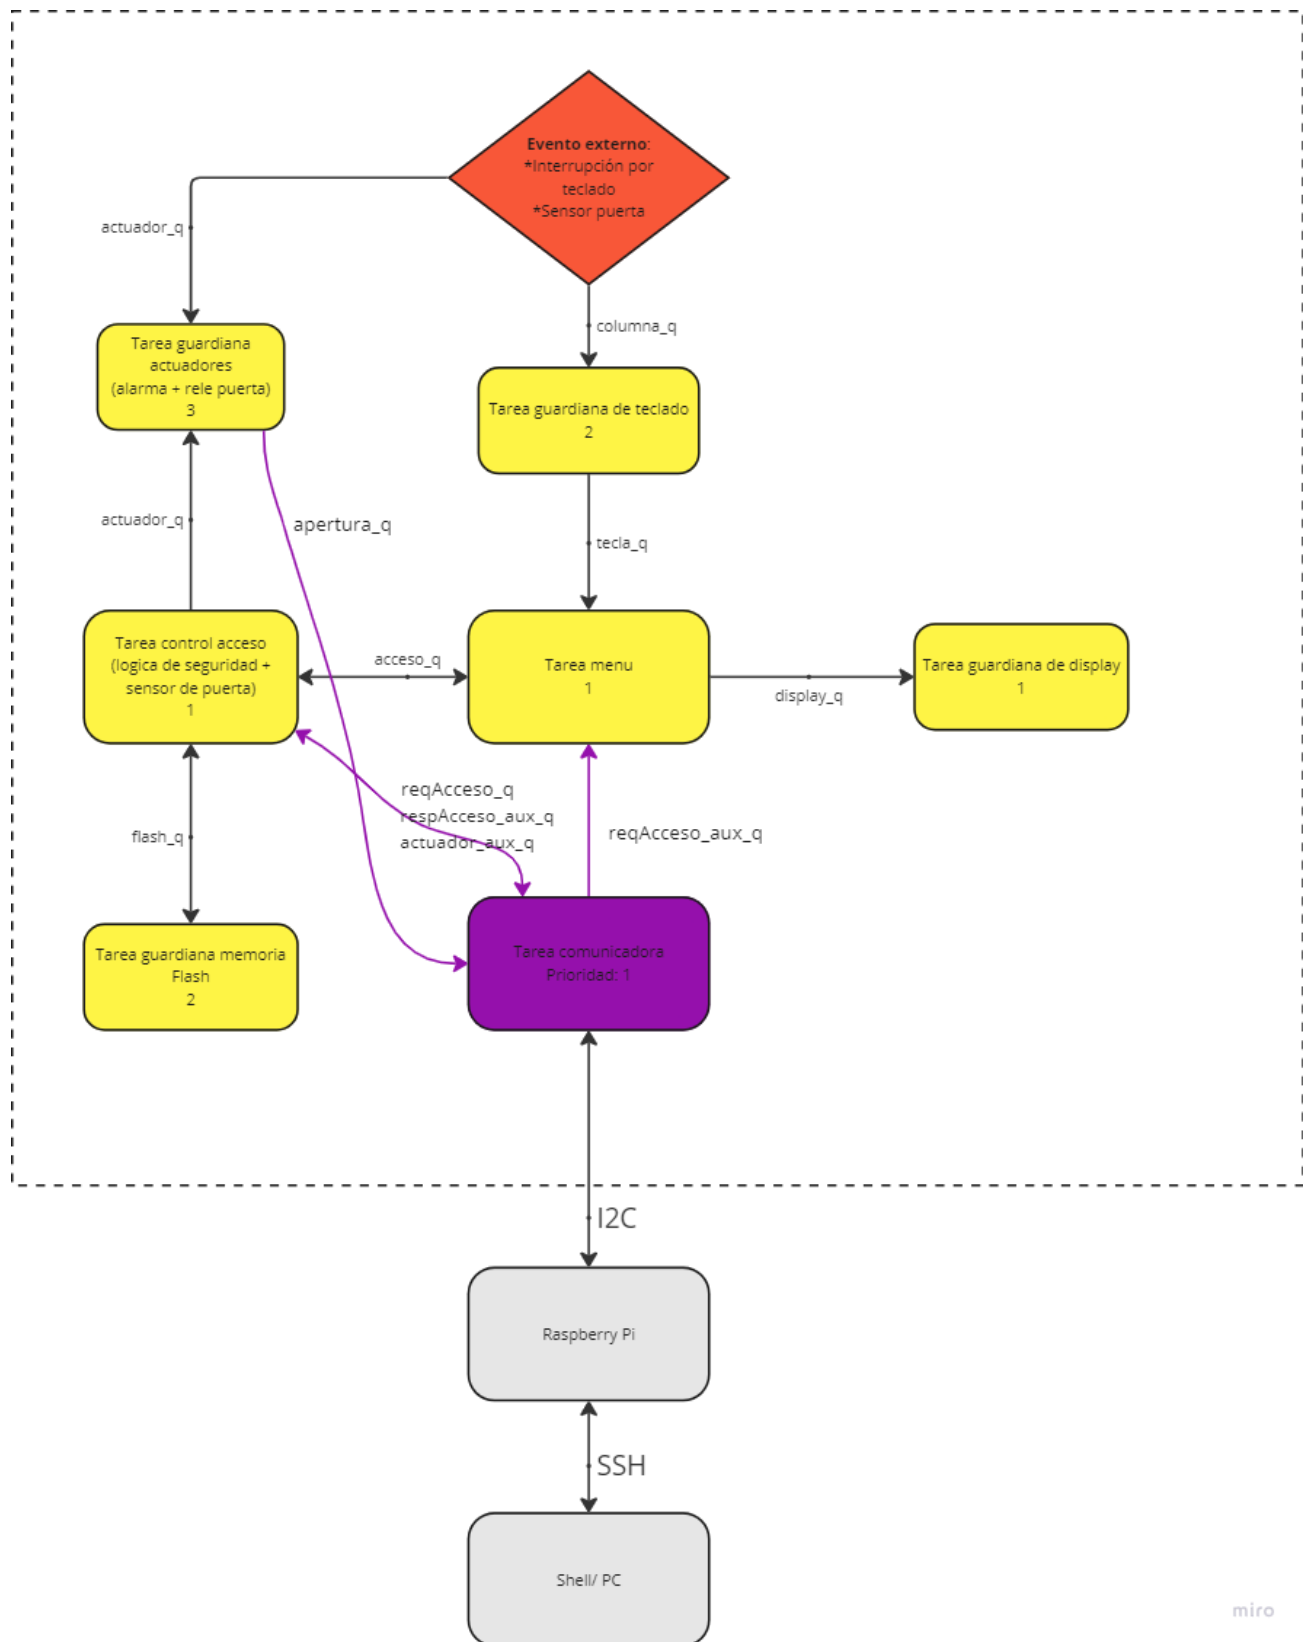 Evento externo:
*Interrupción por
teclado
*Sensor puerta
actuador_q
columna_q
Tarea guardiana
actuadores
(alarma + rele puerta)
3
Tarea guardiana de teclado
2
actuador_q
apertura_q
tecla_q
Tarea control acceso
(logica de seguridad +
sensor de puerta)
1
acceso_q
Tarea menu
1
display_q
Tarea guardiana de display
1
flash_q
reqAcceso_q
respAcceso_aux_q
actuador_aux_q
reqAcceso_aux_q
Tarea guardiana memoria
Flash
2
Tarea comunicadora
Prioridad: 1
I2C
Raspberry Pi
SSH
Shell/ PC
miro